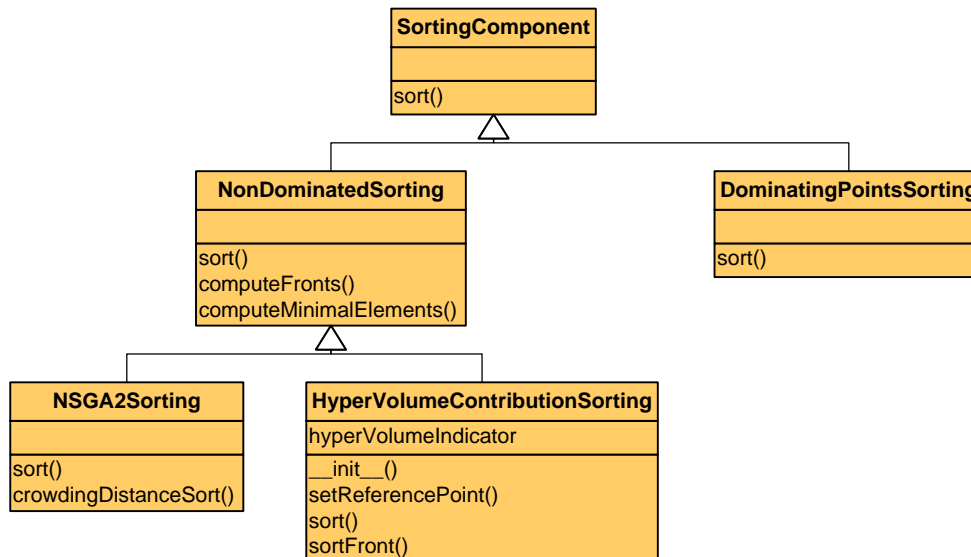 SortingComponent
sort()
NonDominatedSorting
sort()
computeFronts()
computeMinimalElements()
DominatingPointsSorting
sort()
NSGA2Sorting
sort()
crowdingDistanceSort()
HyperVolumeContributionSorting
hyperVolumeIndicator
__init__()
setReferencePoint()
sort()
sortFront()